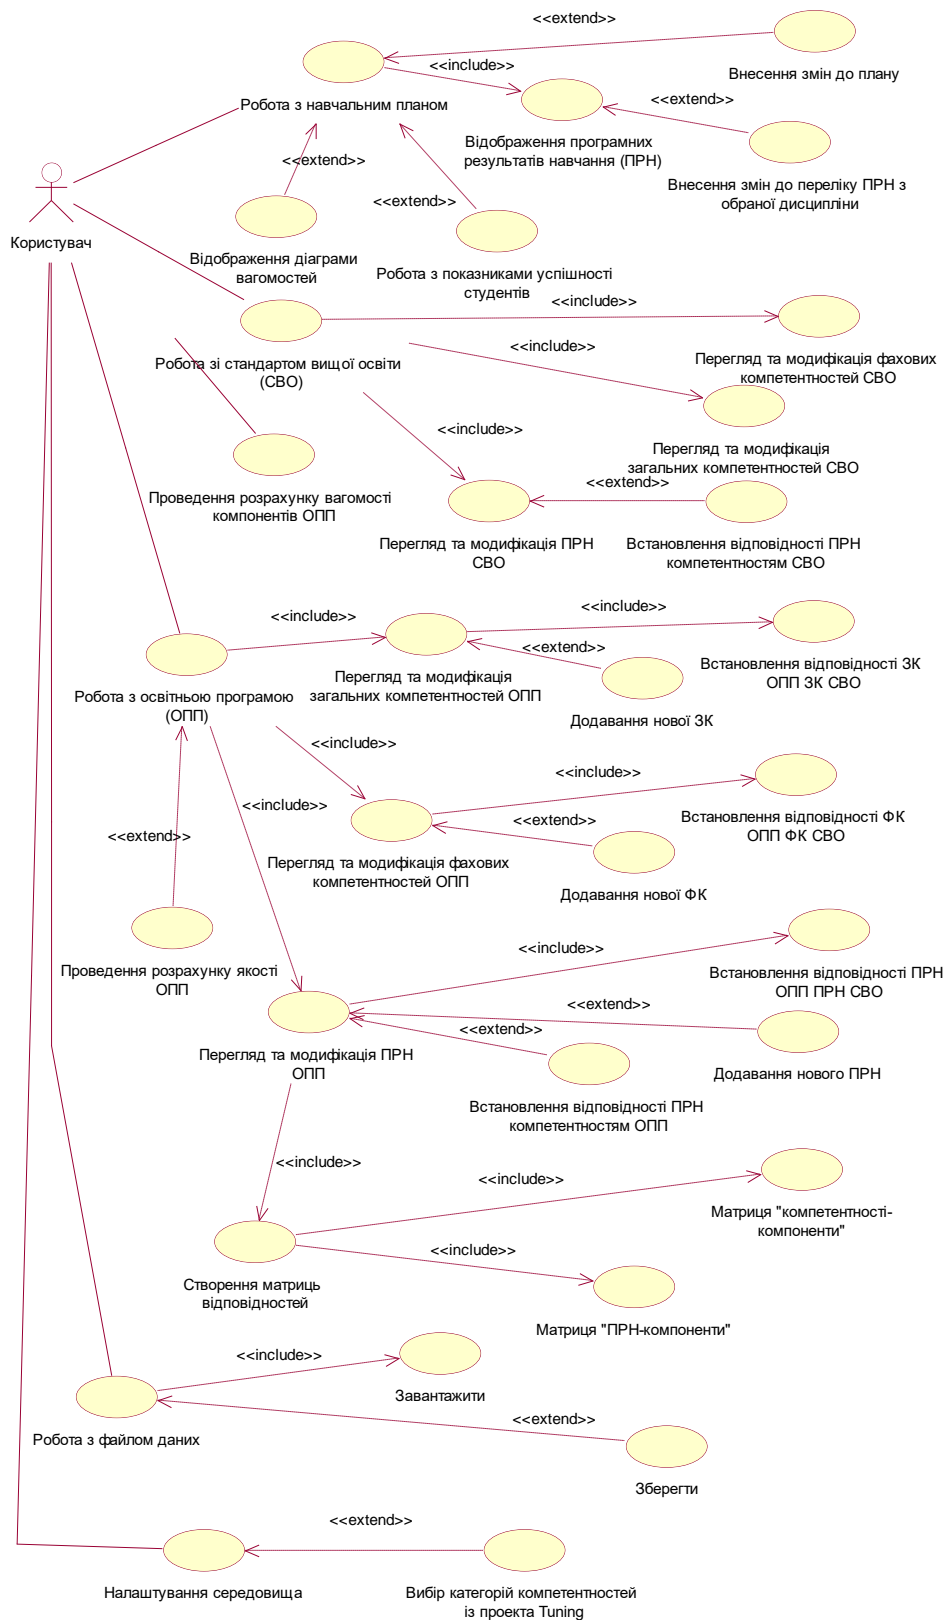 <<extend>>
Внесення змін до плану
<<include>>
Робота з навчальним планом
<<extend>>
Відображення програмних
результатів навчання (ПРН)
<<extend>>
Внесення змін до переліку ПРН з
обраної дисципліни
<<extend>>
Користувач
Відображення діаграми
вагомостей
Робота з показниками успішності
студентів
<<include>>
Робота зі стандартом вищої освіти
(СВО)
<<include>>
Перегляд та модифікація фахових
компетентностей СВО
<<include>>
Перегляд та модифікація
загальних компетентностей СВО
Проведення розрахунку вагомості
компонентів ОПП
<<extend>>
Перегляд та модифікація ПРН
СВО
Встановлення відповідності ПРН
компетентностям СВО
<<include>>
<<include>>
<<extend>>
Робота з освітньою програмою
(ОПП)
Перегляд та модифікація
загальних компетентностей ОПП
Встановлення відповідності ЗК
ОПП ЗК СВО
Додавання нової ЗК
<<include>>
<<include>>
<<include>>
<<extend>>
<<extend>>
Перегляд та модифікація фахових
компетентностей ОПП
Встановлення відповідності ФК
ОПП ФК СВО
Додавання нової ФК
Проведення розрахунку якості
ОПП
<<include>>
Встановлення відповідності ПРН
ОПП ПРН СВО
<<extend>>
<<extend>>
Перегляд та модифікація ПРН
ОПП
Додавання нового ПРН
Встановлення відповідності ПРН
компетентностям ОПП
<<include>>
<<include>>
Матриця "компетентності-
компоненти"
<<include>>
Створення матриць
відповідностей
Матриця "ПРН-компоненти"
<<include>>
Завантажити
<<extend>>
Робота з файлом даних
Зберегти
<<extend>>
Налаштування середовища
Вибір категорій компетентностей
із проекта Tuning